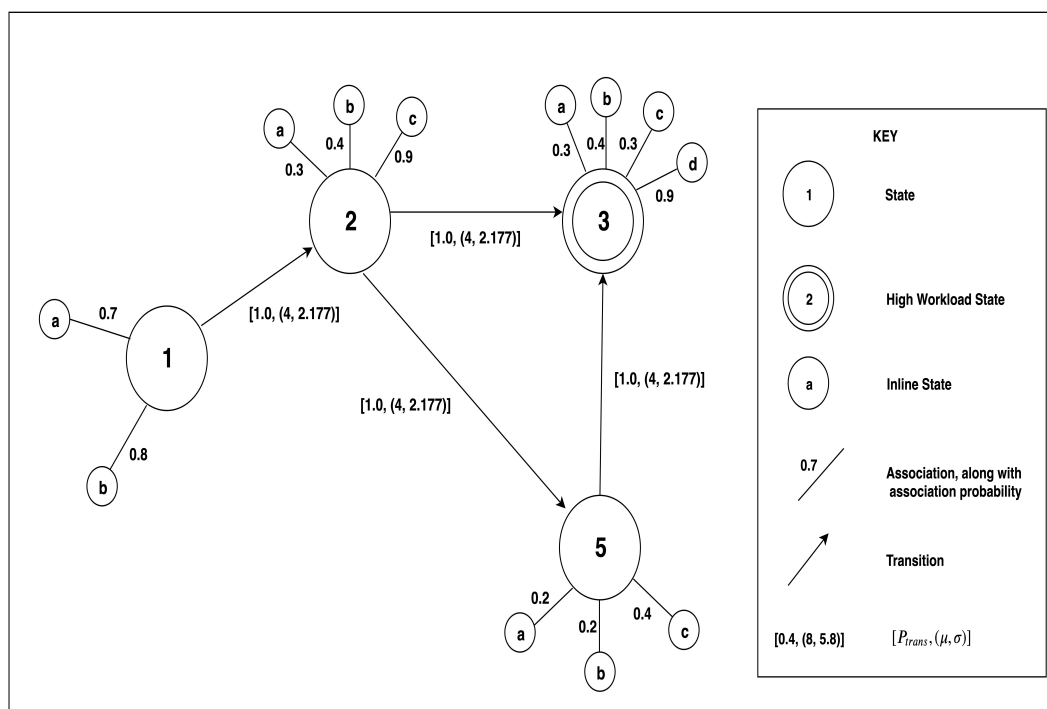 a
b
c
0.3
0.4
0.9
2
a
b
c
d
0.3
0.4
0.3
0.9
3
[1.0, (4, 2.177)]
a
0.7
1
0.8
b
[1.0, (4, 2.177)]
[1.0, (4, 2.177)]
[1.0, (4, 2.177)]
5
0.2
0.2
0.4
a
b
c
KEY
1
State
2
High Workload State
a
Inline State
0.7
Association, along with
association probability
Transition
[0.4, (8, 5.8)]
[P_trans, (μ, σ)]